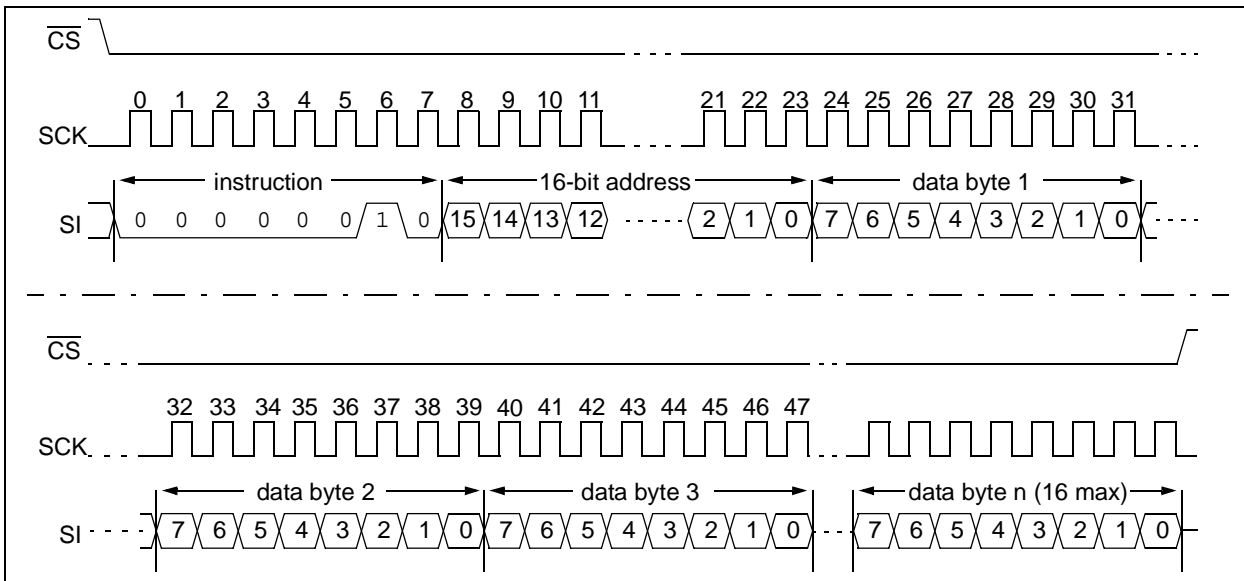 CS
0 1 2 3 4 5 6 7 8 9 10 11 21 22 23 24 25 26 27 28 29 30 31
SCK
instruction 16-bit address data byte 1
SI 0 0 0 0 0 0 1 0 15 14 13 12 2 1 0 7 6 5 4 3 2 1 0
CS
32 33 34 35 36 37 38 39 40 41 42 43 44 45 46 47
SCK
data byte 2 data byte 3 data byte n (16 max)
SI 7 6 5 4 3 2 1 0 7 6 5 4 3 2 1 0 7 6 5 4 3 2 1 0